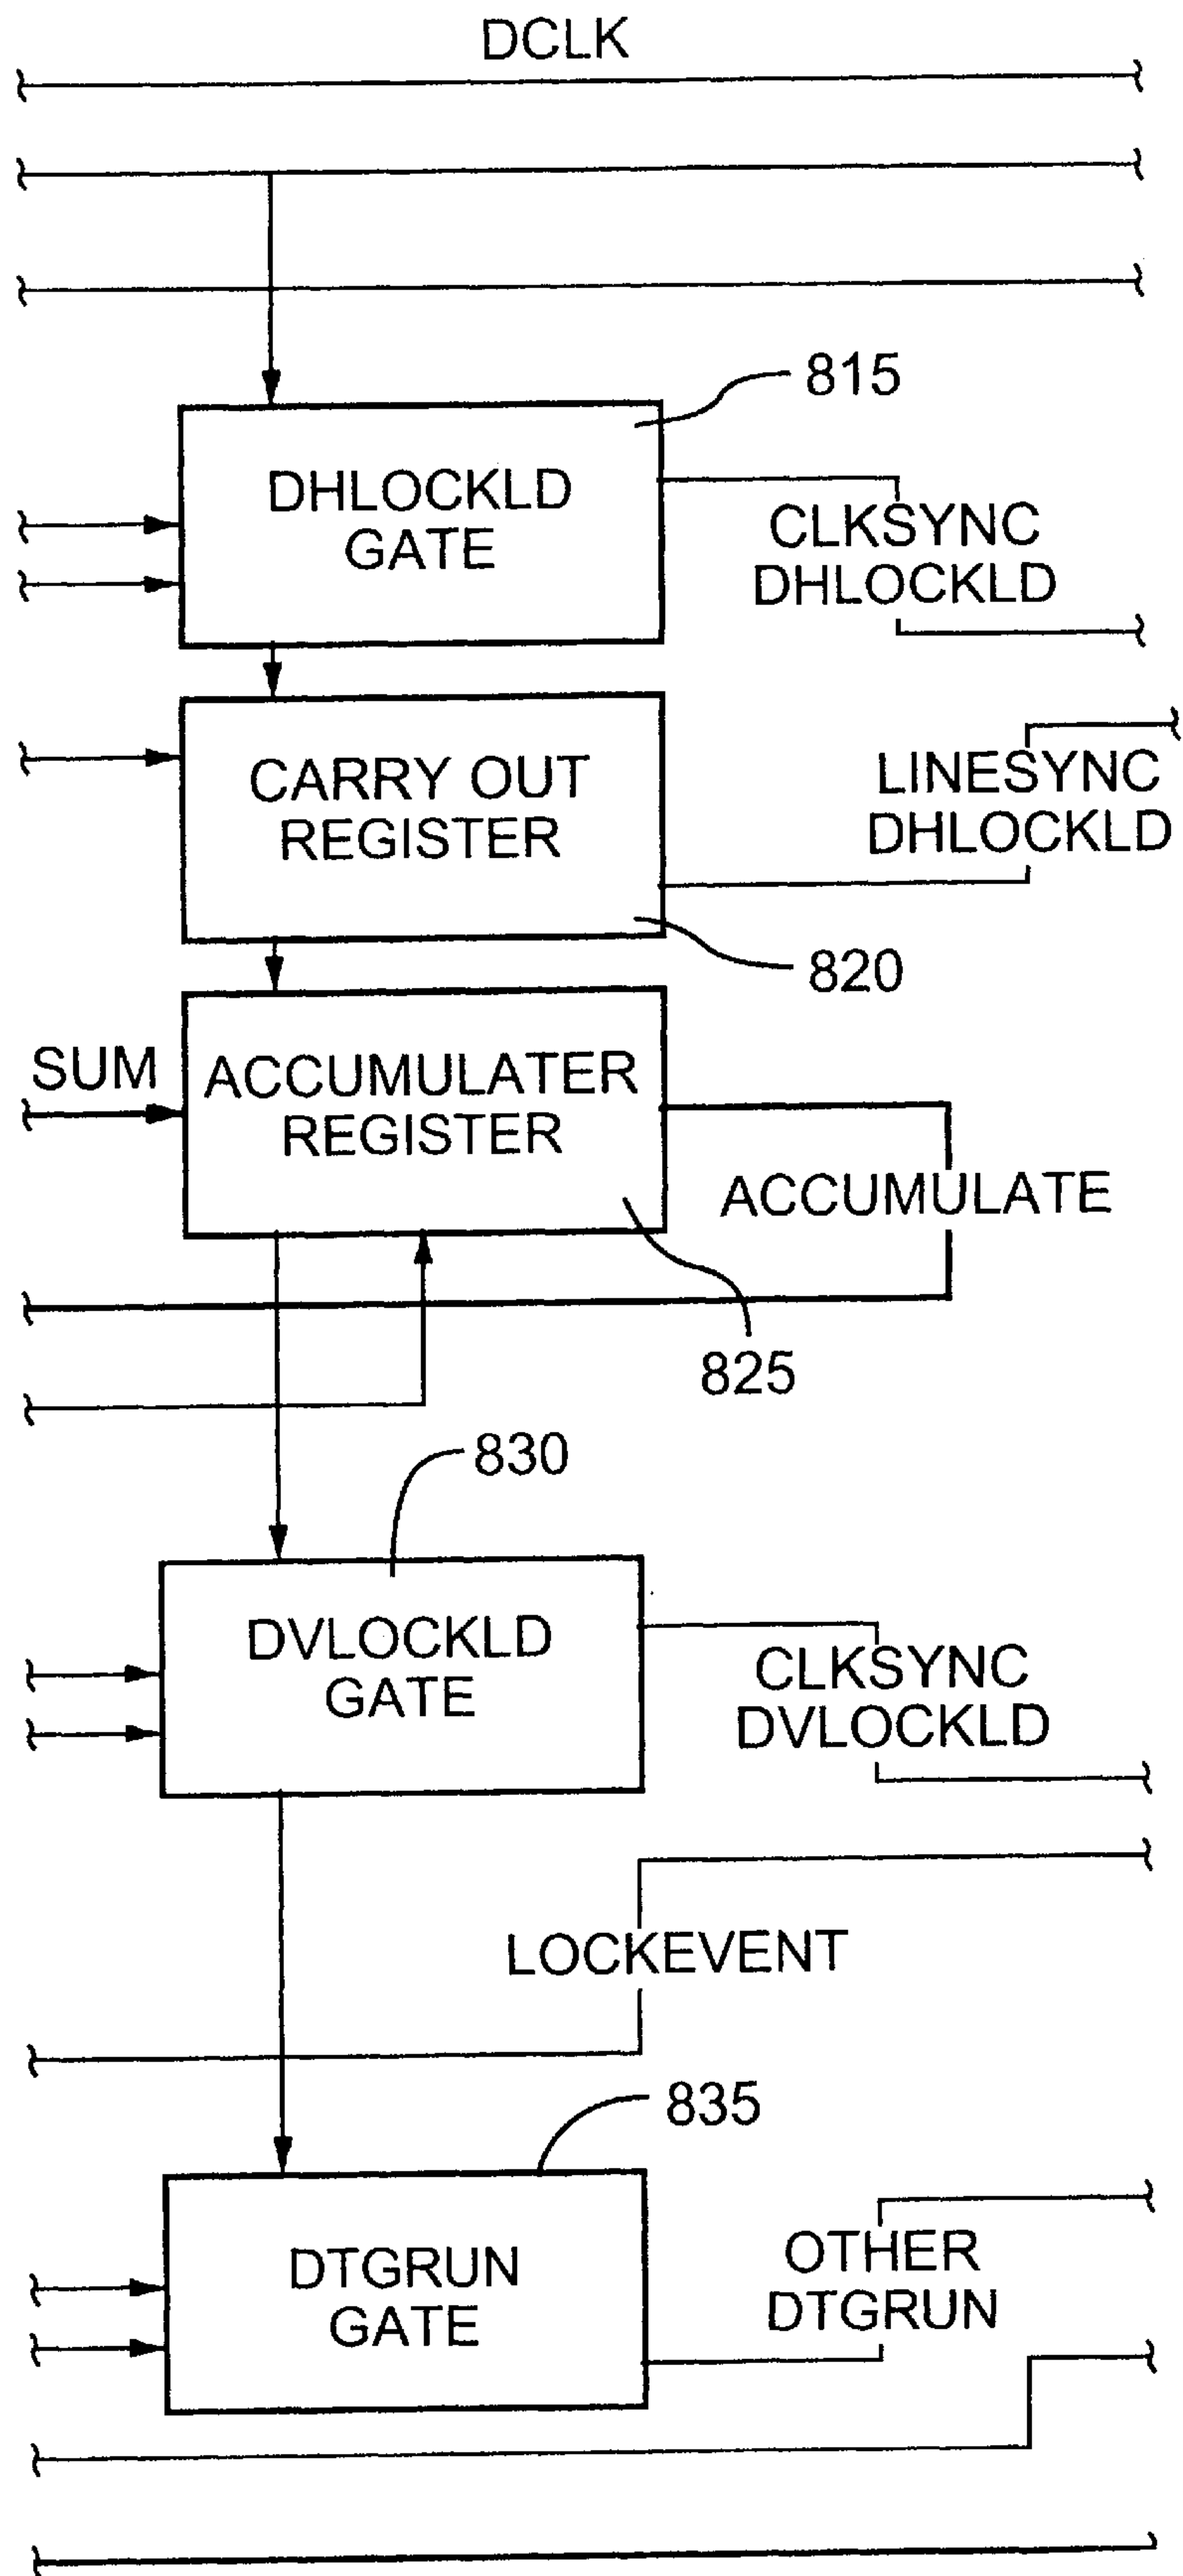 DCLK
815
DHLOCKLD
GATE
CLKSYNC
DHLOCKLD
CARRY OUT
REGISTER
LINESYNC
DHLOCKLD
820
SUM
ACCUMULATER
REGISTER
ACCUMULATE
825
830
DVLOCKLD
GATE
CLKSYNC
DVLOCKLD
LOCKEVENT
835
DTGRUN
GATE
OTHER
DTGRUN